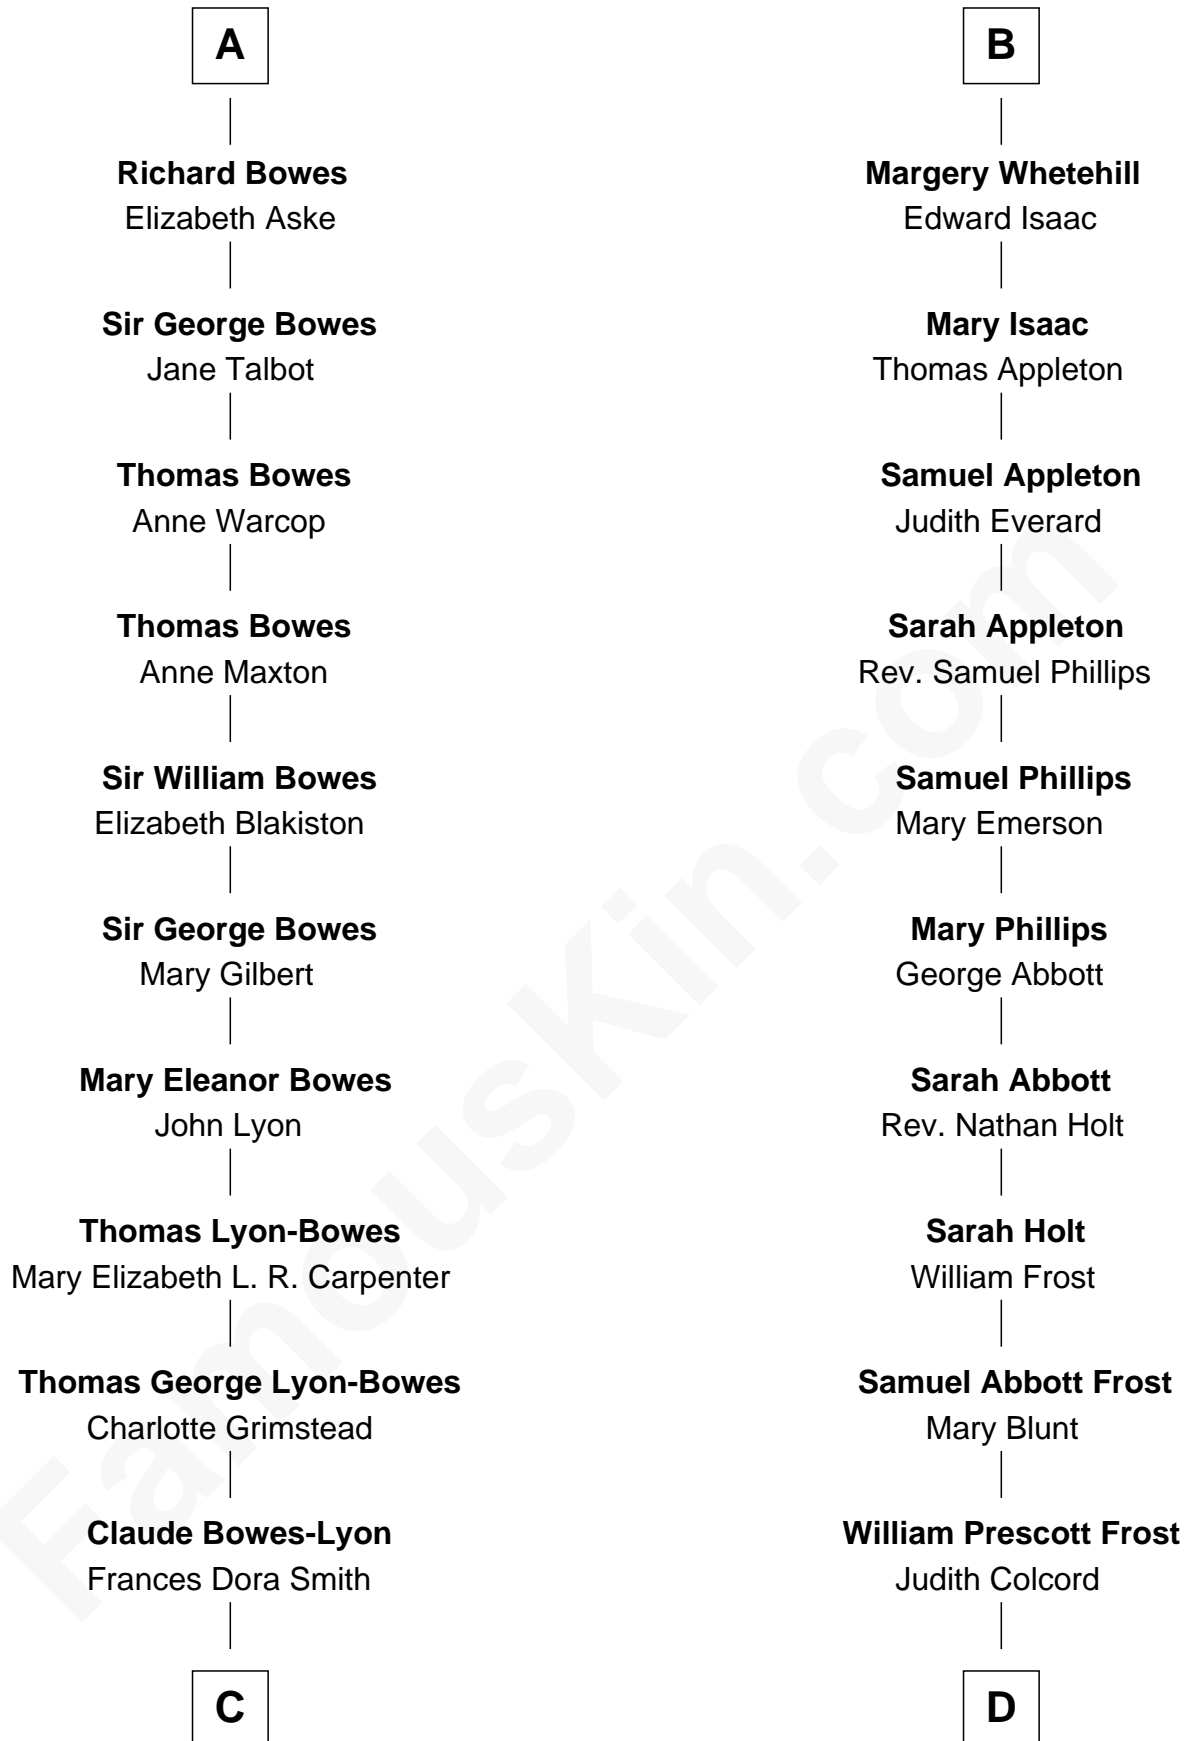 A
Richard Bowes
Elizabeth Aske
Sir George Bowes
Jane Talbot
Thomas Bowes
Anne Warcop
Thomas Bowes
Anne Maxton
Sir William Bowes
Elizabeth Blakiston
Sir George Bowes
Mary Gilbert
Mary Eleanor Bowes
John Lyon
Thomas Lyon-Bowes
Mary Elizabeth L. R. Carpenter
Thomas George Lyon-Bowes
Charlotte Grimstead
Claude Bowes-Lyon
Frances Dora Smith
C
B
Margery Whetehill
Edward Isaac
Mary Isaac
Thomas Appleton
Samuel Appleton
Judith Everard
Sarah Appleton
Rev. Samuel Phillips
Samuel Phillips
Mary Emerson
Mary Phillips
George Abbott
Sarah Abbott
Rev. Nathan Holt
Sarah Holt
William Frost
Samuel Abbott Frost
Mary Blunt
William Prescott Frost
Judith Colcord
D
FamousKin.com